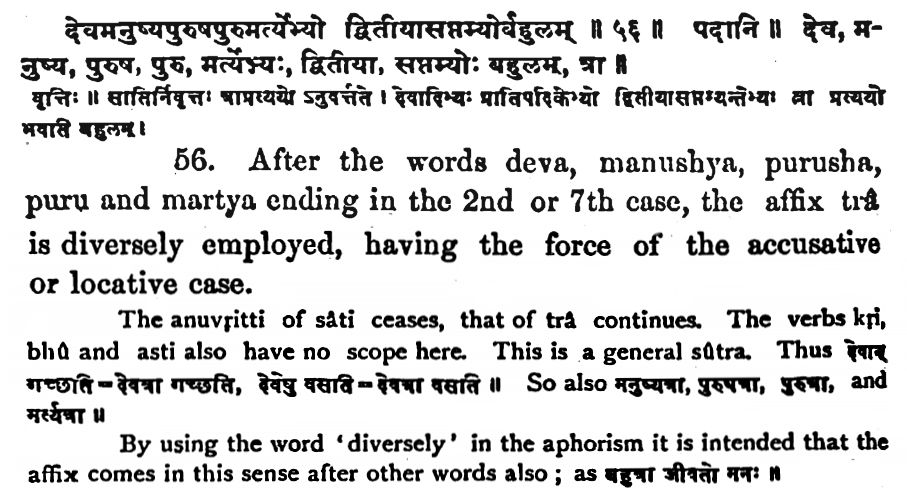 देवमनुष्यपुरुषपुरुमर्त्येभ्यो द्वितीयासप्तम्योर्बहुलम् ॥ ५६ ॥ पदानि ॥ देव, म-
नुष्य, पुरुष, पुरु, मर्त्येभ्यः, द्वितीया, सप्तम्योः बहुलम्, त्रा ॥
वृत्तिः ॥ सातिर्निवृत्तः त्राप्रत्ययो ऽनुवर्त्तते । देवादिभ्यः प्रातिपदिकेभ्यो द्वितीयासप्तम्यन्तेभ्यः त्रा प्रत्ययो
भवति बहुलम् ।
56. After the words deva, manushya, purusha,
puru and martya ending in the 2nd or 7th case, the affix trâ
is diversely employed, having the force of the accusative
or locative case.
The anuvṛitti of sâti ceases, that of trâ continues. The verbs kṛi,
bhû and asti also have no scope here. This is a general sûtra. Thus देवान्
गच्छति = देवत्रा गच्छति, देवेषु वसति = देवत्रा वसति ॥ So also मनुष्यत्रा, पुरुषत्रा, पुरुत्रा, and
मर्त्यत्रा ॥
By using the word 'diversely' in the aphorism it is intended that the
affix comes in this sense after other words also ; as बहुत्रा जीवतो मनः ॥